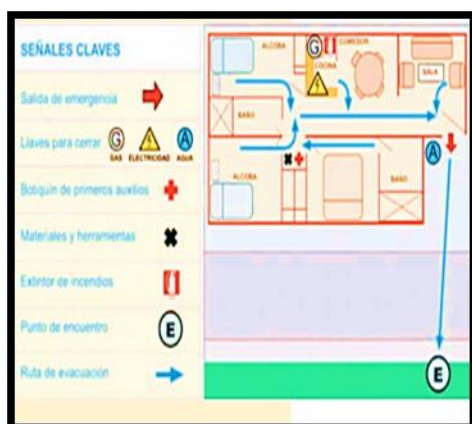 SEÑALES CLAVES
Salida de emergencia
Llaves para cerrar G A
GAS ELECTRICIDAD AGUA
Botiquín de primeros auxilios
Materiales y herramientas
Extintor de incendios
Punto de encuentro E
Ruta de evacuación
ALCOBA G COMEDOR
COCINA
SALA
BAÑO
A
ALCOBA
BAÑO
E